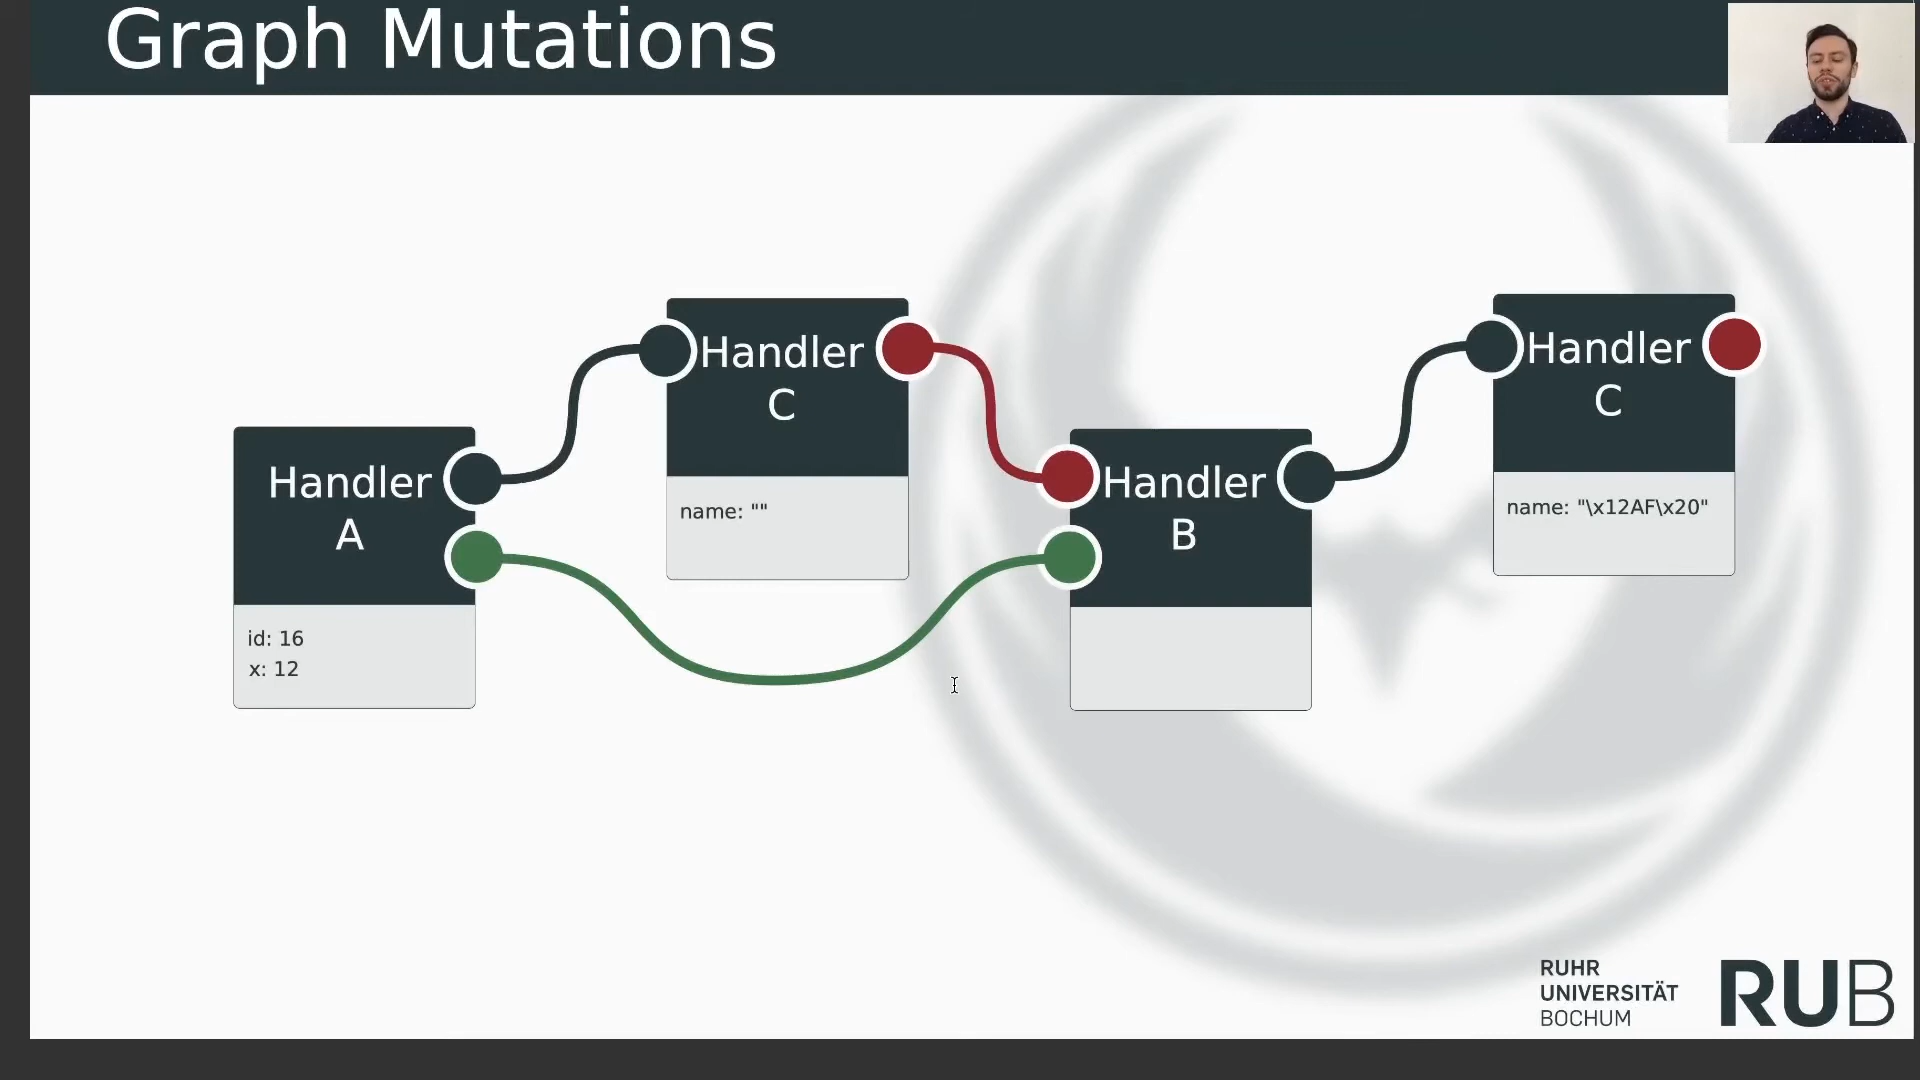 Graph Mutations
Handler
C
name: ""
Handler
C
name: "\x12AF\x20"
Handler
A
id: 16
x: 12
Handler
B
RUHR
UNIVERSITÄT
BOCHUM
RUB